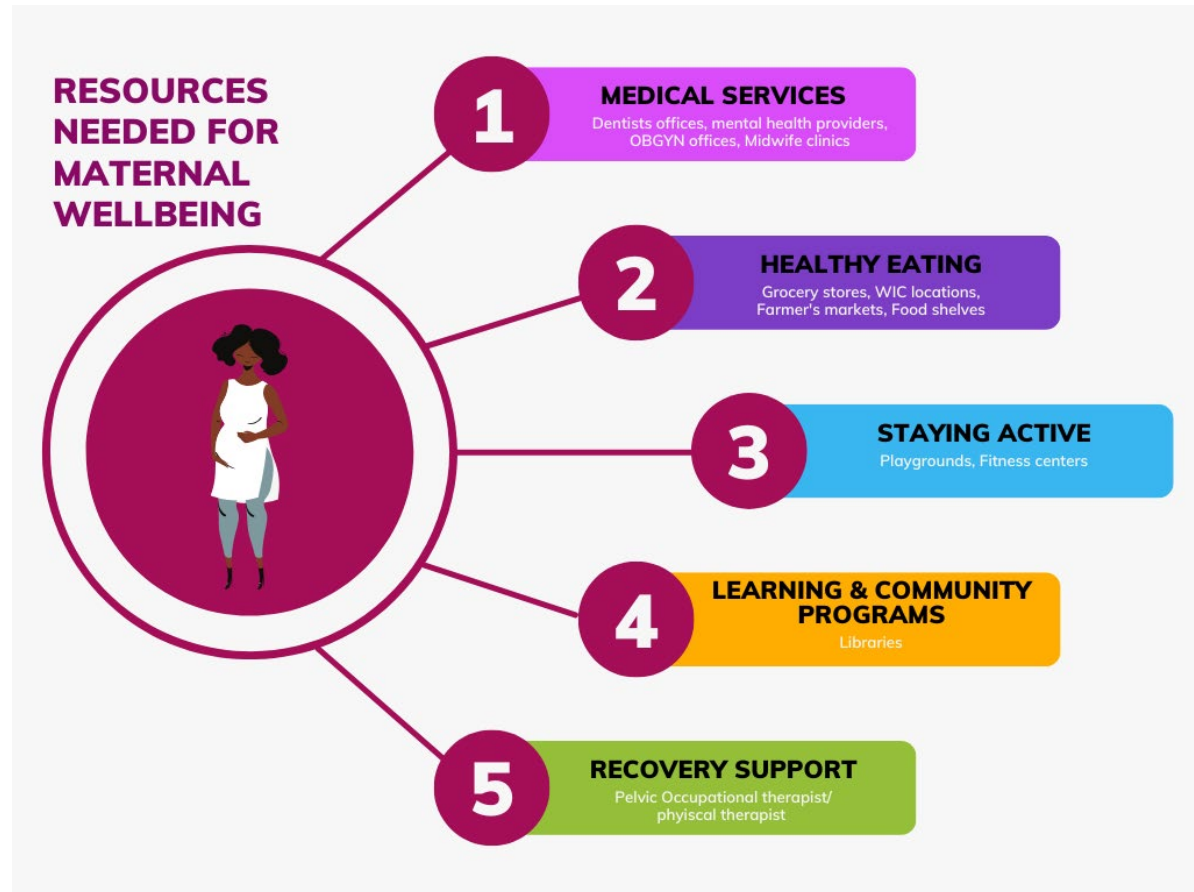 RESOURCES
NEEDED FOR
MATERNAL
WELLBEING
1
MEDICAL SERVICES
Dentists offices, mental health providers,
OBGYN offices, Midwife clinics
2
HEALTHY EATING
Grocery stores, WIC locations,
Farmer's markets, Food shelves
3
STAYING ACTIVE
Playgrounds, Fitness centers
4
LEARNING & COMMUNITY
PROGRAMS
Libraries
5
RECOVERY SUPPORT
Pelvic Occupational therapist/
phyiscal therapist